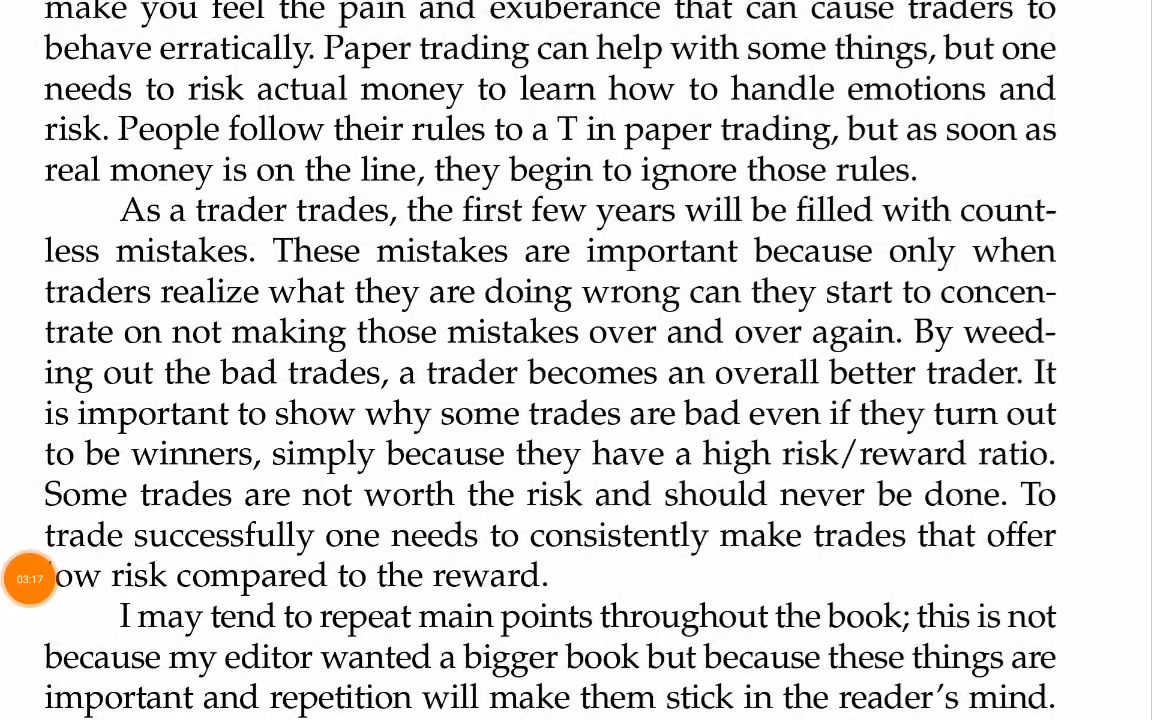 make you feel the pain and exuberance that can cause traders to
behave erratically. Paper trading can help with some things, but one
needs to risk actual money to learn how to handle emotions and
risk. People follow their rules to a T in paper trading, but as soon as
real money is on the line, they begin to ignore those rules.
As a trader trades, the first few years will be filled with count-
less mistakes. These mistakes are important because only when
traders realize what they are doing wrong can they start to concen-
trate on not making those mistakes over and over again. By weed-
ing out the bad trades, a trader becomes an overall better trader. It
is important to show why some trades are bad even if they turn out
to be winners, simply because they have a high risk/reward ratio.
Some trades are not worth the risk and should never be done. To
trade successfully one needs to consistently make trades that offer
03:17 low risk compared to the reward.
I may tend to repeat main points throughout the book; this is not
because my editor wanted a bigger book but because these things are
important and repetition will make them stick in the reader's mind.